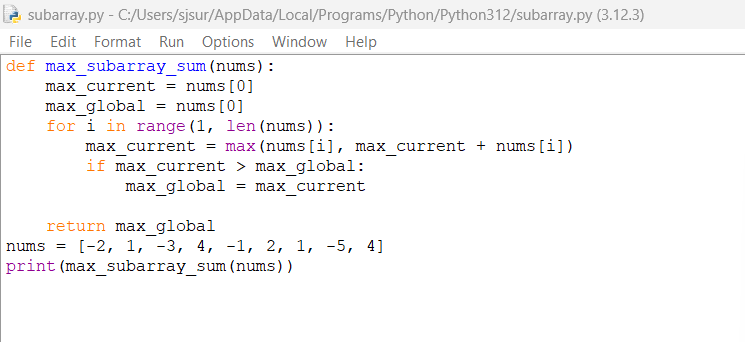 subarray.py - C:/Users/sjsur/AppData/Local/Programs/Python/Python312/subarray.py (3.12.3)
File Edit Format Run Options Window Help
def max_subarray_sum(nums):
    max_current = nums[0]
    max_global = nums[0]
    for i in range(1, len(nums)):
        max_current = max(nums[i], max_current + nums[i])
        if max_current > max_global:
            max_global = max_current

    return max_global
nums = [-2, 1, -3, 4, -1, 2, 1, -5, 4]
print(max_subarray_sum(nums))